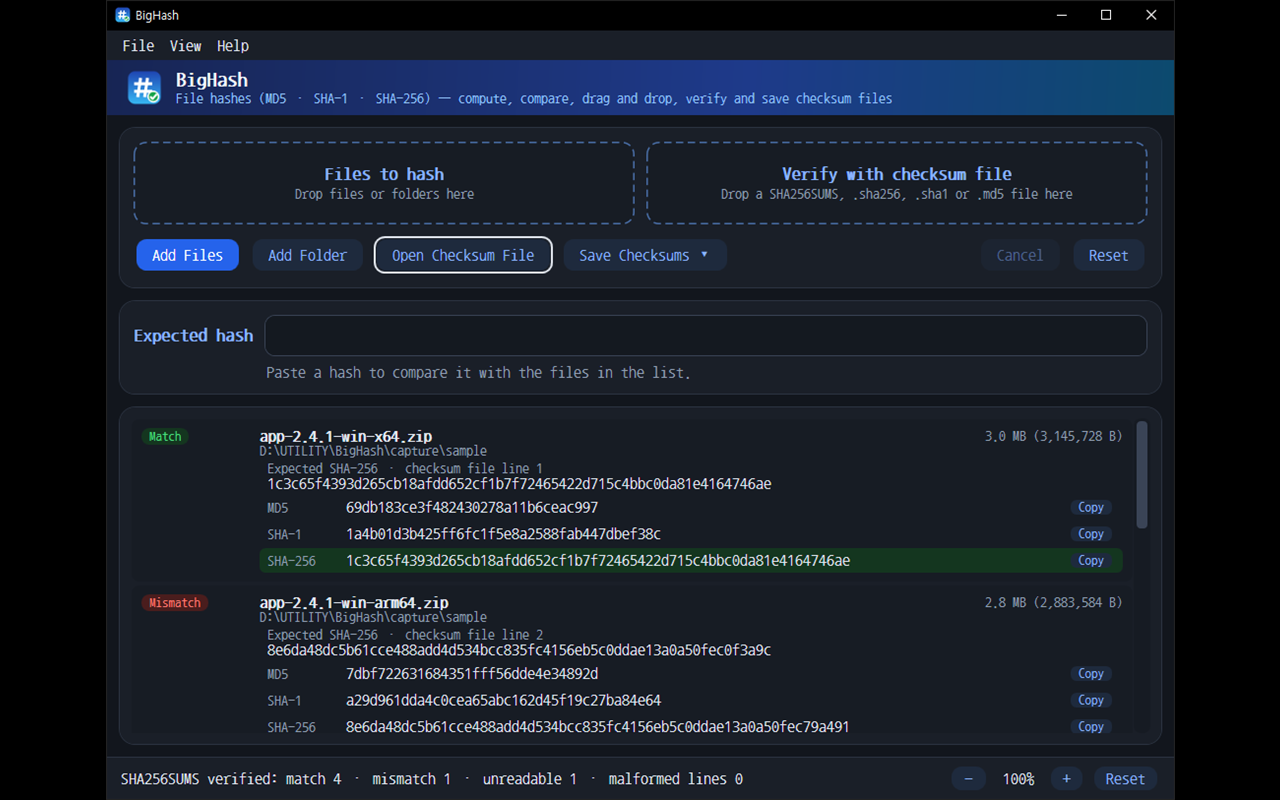 BigHash
File View Help
BigHash
File hashes (MD5 · SHA-1 · SHA-256) — compute, compare, drag and drop, verify and save checksum files
Files to hash
Drop files or folders here
Verify with checksum file
Drop a SHA256SUMS, .sha256, .sha1 or .md5 file here
Add Files Add Folder Open Checksum File Save Checksums ▾ Cancel Reset
Expected hash
Paste a hash to compare it with the files in the list.
Match app-2.4.1-win-x64.zip 3.0 MB (3,145,728 B)
D:\UTILITY\BigHash\capture\sample
Expected SHA-256 · checksum file line 1
1c3c65f4393d265cb18afdd652cf1b7f72465422d715c4bbc0da81e4164746ae
MD5 69db183ce3f482430278a11b6ceac997 Copy
SHA-1 1a4b01d3b425ff6fc1f5e8a2588fab447dbef38c Copy
SHA-256 1c3c65f4393d265cb18afdd652cf1b7f72465422d715c4bbc0da81e4164746ae Copy
Mismatch app-2.4.1-win-arm64.zip 2.8 MB (2,883,584 B)
D:\UTILITY\BigHash\capture\sample
Expected SHA-256 · checksum file line 2
8e6da48dc5b61cce488add4d534bcc835fc4156eb5c0ddae13a0a50fec0f3a9c
MD5 7dbf722631684351fff56dde4e34892d Copy
SHA-1 a29d961dda4c0cea65abc162d45f19c27ba84e64 Copy
SHA-256 8e6da48dc5b61cce488add4d534bcc835fc4156eb5c0ddae13a0a50fec79a491 Copy
SHA256SUMS verified: match 4 · mismatch 1 · unreadable 1 · malformed lines 0 − 100% + Reset